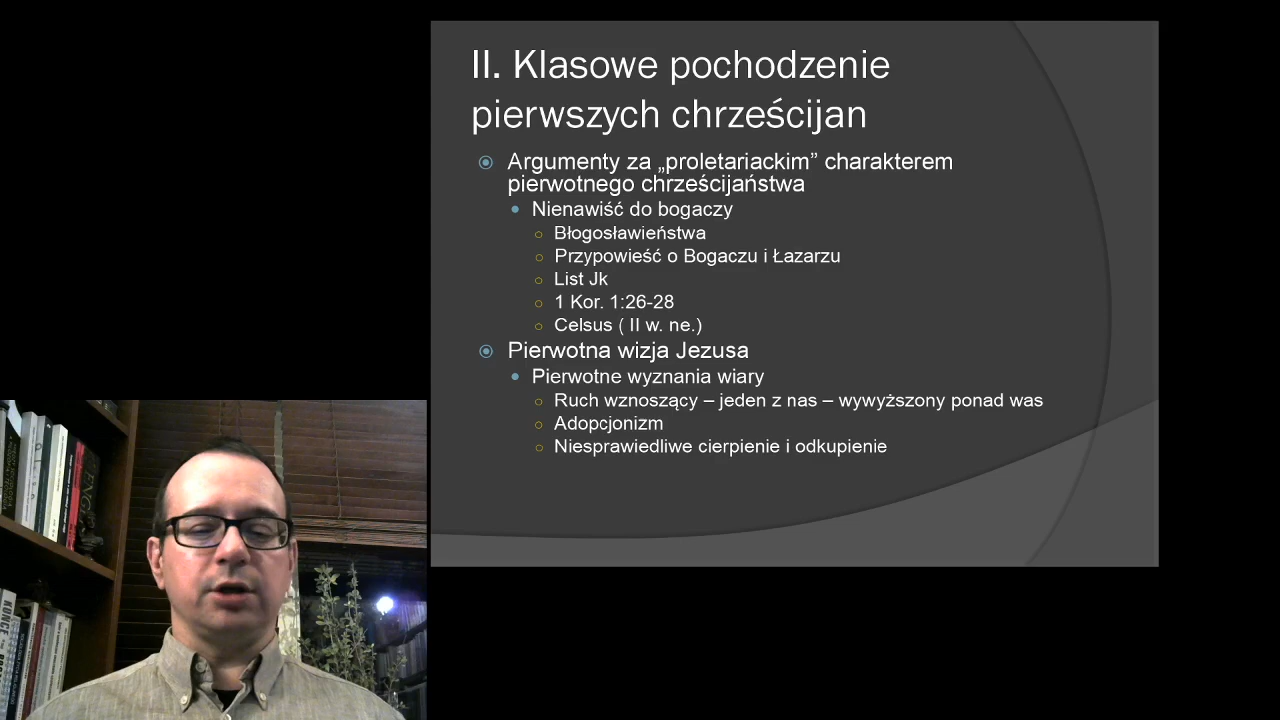 II. Klasowe pochodzenie
pierwszych chrześcijan
Argumenty za „proletariackim” charakterem
pierwotnego chrześcijaństwa
Nienawiść do bogaczy
Błogosławieństwa
Przypowieść o Bogaczu i Łazarzu
List Jk
1 Kor. 1:26-28
Celsus ( II w. ne.)
Pierwotna wizja Jezusa
Pierwotne wyznania wiary
Ruch wznoszący – jeden z nas – wywyższony ponad was
Adopcjonizm
Niesprawiedliwe cierpienie i odkupienie